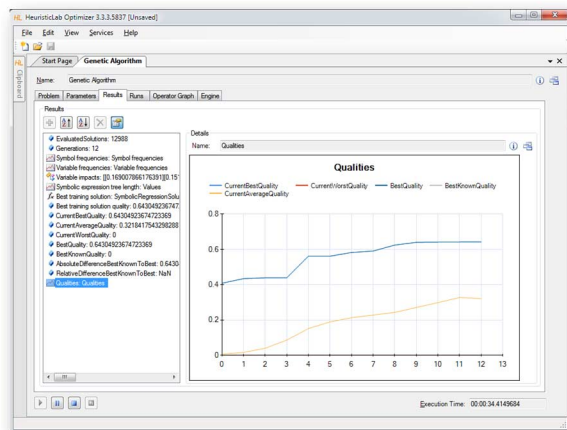 HeuristicLab Optimizer 3.3.3.5837 [Unsaved]
File Edit View Services Help
Start Page Genetic Algorithm
Clipboard
Name: Genetic Algorithm
Problem Parameters Results Runs Operator Graph Engine
Results
EvaluatedSolutions: 12988
Generations: 12
Symbol frequencies: Symbol frequencies
Variable frequencies: Variable frequencies
Variable impacts: [[0.169007866176391][0.15
Symbolic expression tree length: Values
Best training solution: SymbolicRegressionSolu
Best training solution quality: 0.643049236747
CurrentBestQuality: 0.64304923674723369
CurrentAverageQuality: 0.3218417543298288
CurrentWorstQuality: 0
BestQuality: 0.64304923674723369
BestKnownQuality: 0
AbsoluteDifferenceBestKnownToBest: 0.6430
RelativeDifferenceBestKnownToBest: NaN
Qualities: Qualities
Details
Name: Qualities
Qualities
CurrentBestQuality CurrentWorstQuality BestQuality BestKnownQuality
CurrentAverageQuality
0.8
0.6
0.4
0.2
0
0 1 2 3 4 5 6 7 8 9 10 11 12 13
Execution Time: 00:00:34.4149684